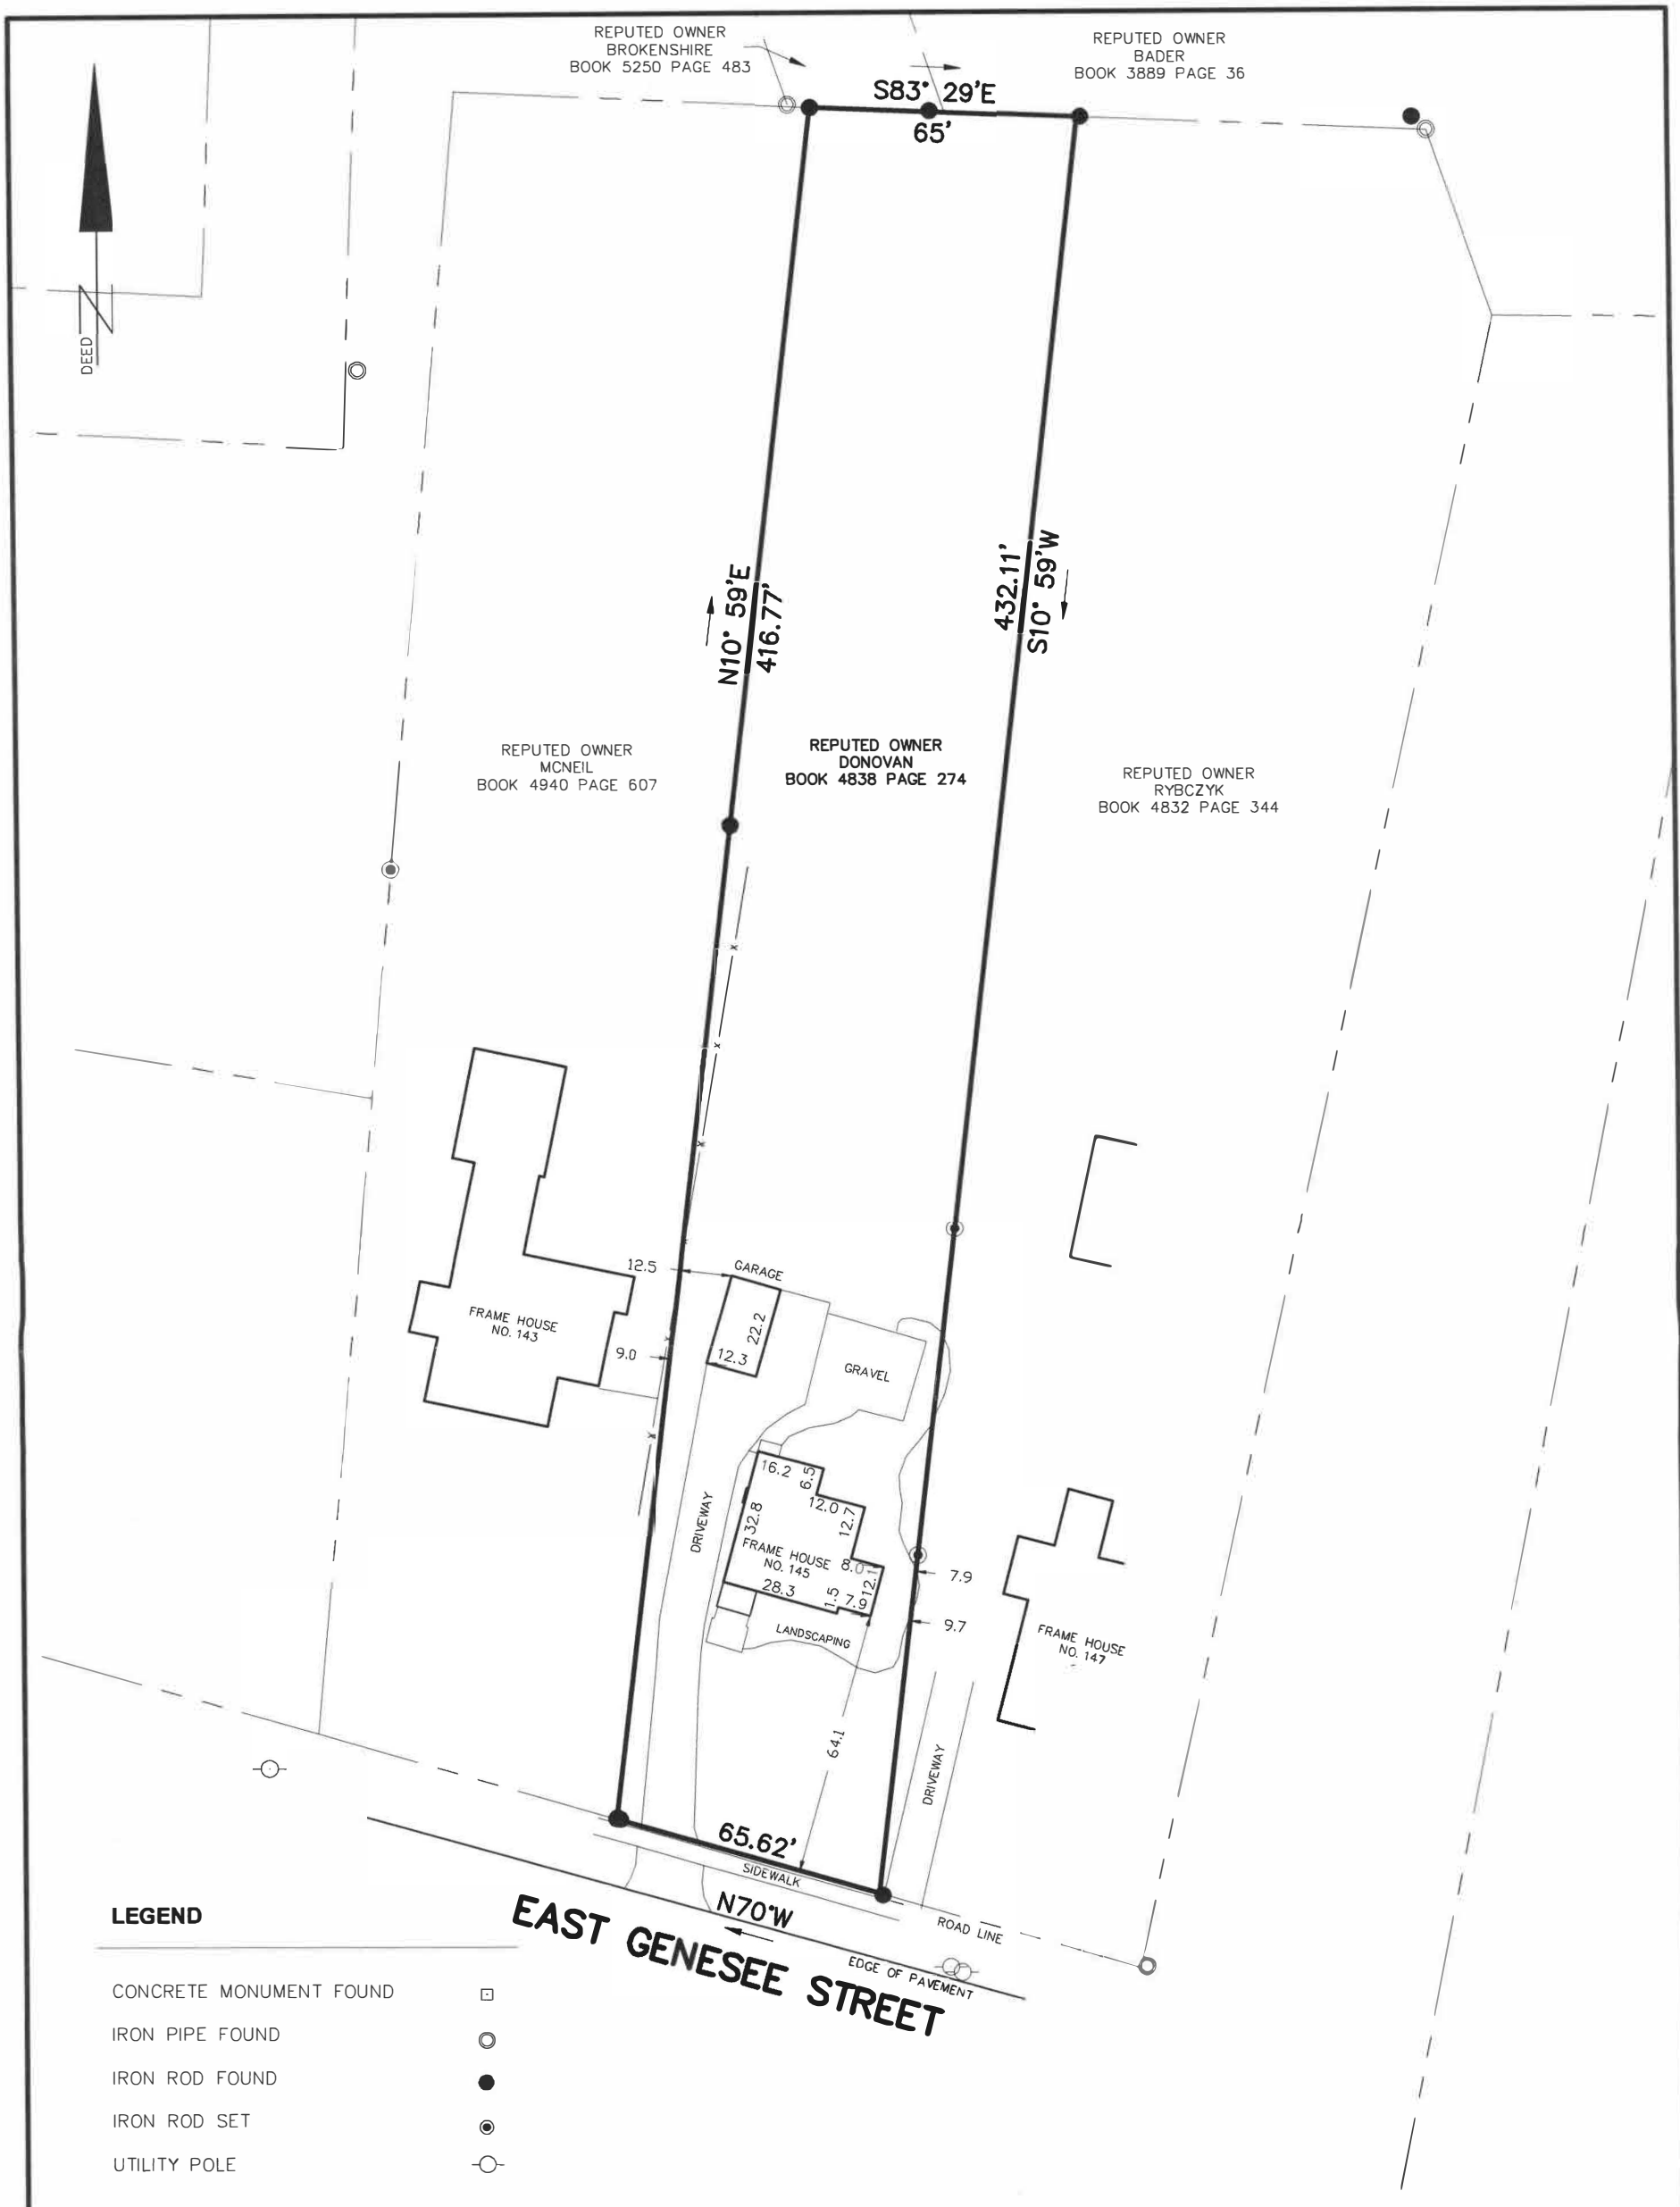 REPUTED OWNER
BROKENSHIRE
BOOK 5250 PAGE 483
REPUTED OWNER
BADER
BOOK 3889 PAGE 36
S83° 29'E
65'
N
DEED
N10° 59'E
416.77'
432.11'
S10° 59'W
REPUTED OWNER
MCNEIL
BOOK 4940 PAGE 607
REPUTED OWNER
DONOVAN
BOOK 4838 PAGE 274
REPUTED OWNER
RYBCZYK
BOOK 4832 PAGE 344
x
x
x
x
x
x
12.5
GARAGE
22.2
12.3
FRAME HOUSE
NO. 143
9.0
GRAVEL
DRIVEWAY
16.2
6.5
12.0
12.7
32.8
FRAME HOUSE
NO. 145
8.0
12.1
28.3
1.5
7.9
7.9
9.7
LANDSCAPING
FRAME HOUSE
NO. 147
64.1
DRIVEWAY
65.62'
SIDEWALK
N70°W
ROAD LINE
EDGE OF PAVEMENT
EAST GENESEE STREET
LEGEND
CONCRETE MONUMENT FOUND
IRON PIPE FOUND
IRON ROD FOUND
IRON ROD SET
UTILITY POLE